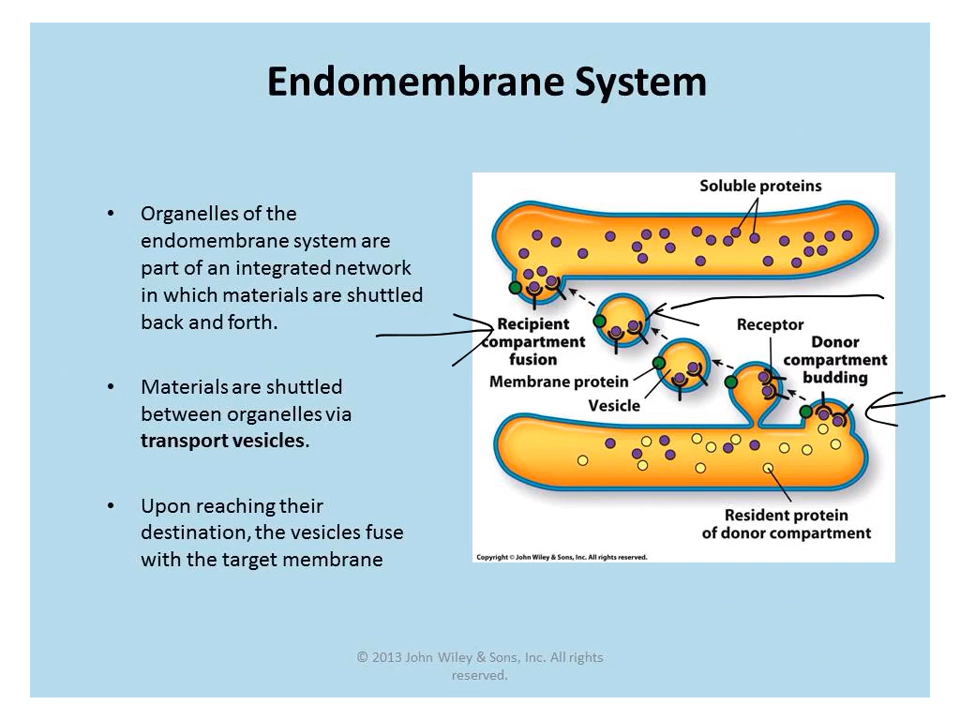 Endomembrane System
• Organelles of the
endomembrane system are
part of an integrated network
in which materials are shuttled
back and forth.
• Materials are shuttled
between organelles via
transport vesicles.
• Upon reaching their
destination, the vesicles fuse
with the target membrane
Soluble proteins
Recipient
compartment
fusion
Receptor
Donor
compartment
budding
Membrane protein
Vesicle
Resident protein
of donor compartment
Copyright © John Wiley & Sons, Inc. All rights reserved.
© 2013 John Wiley & Sons, Inc. All rights
reserved.